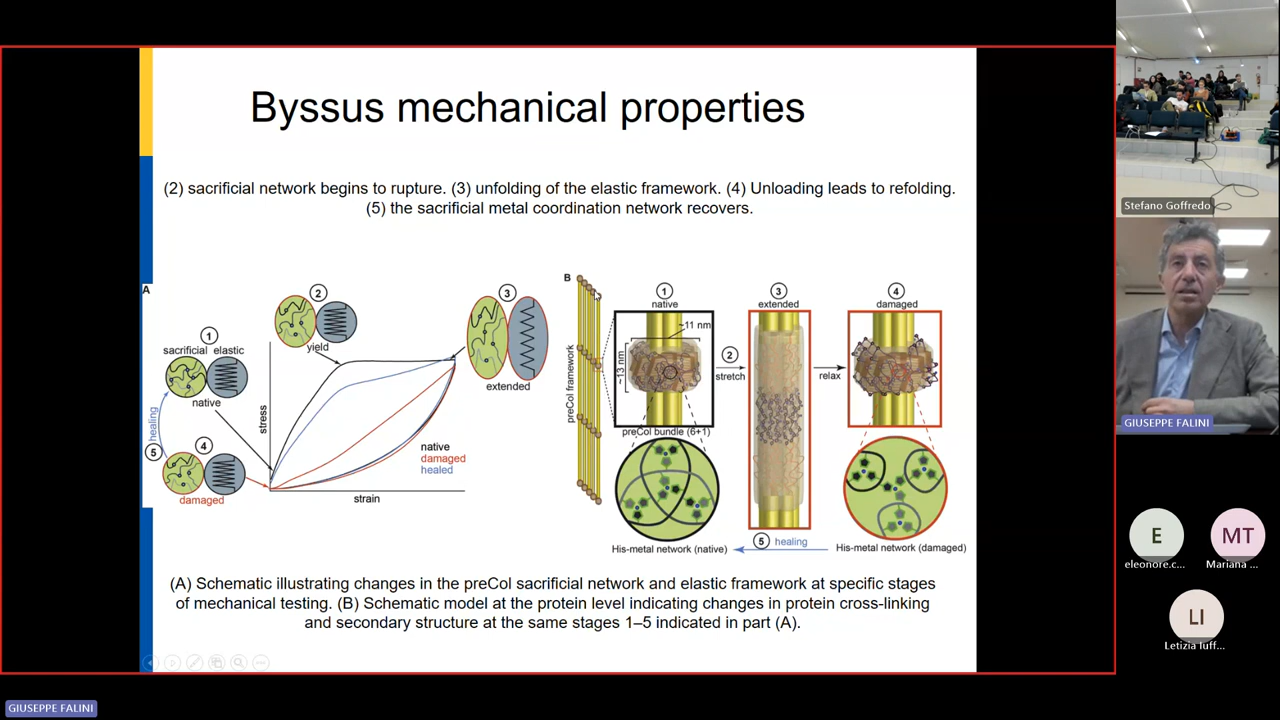 Byssus mechanical properties
(2) sacrificial network begins to rupture. (3) unfolding of the elastic framework. (4) Unloading leads to refolding.
(5) the sacrificial metal coordination network recovers.
A
1
sacrificial elastic
native
healing
5
4
damaged
2
yield
3
extended
stress
strain
native
damaged
healed
B
preCol framework
1
native
~11 nm
~13 nm
preCol bundle (6+1)
His-metal network (native)
2
stretch
3
extended
relax
4
damaged
5 healing
His-metal network (damaged)
(A) Schematic illustrating changes in the preCol sacrificial network and elastic framework at specific stages
of mechanical testing. (B) Schematic model at the protein level indicating changes in protein cross-linking
and secondary structure at the same stages 1–5 indicated in part (A).
Stefano Goffredo
GIUSEPPE FALINI
E
eleonore.c...
MT
Mariana ...
LI
Letizia Iuff...
GIUSEPPE FALINI